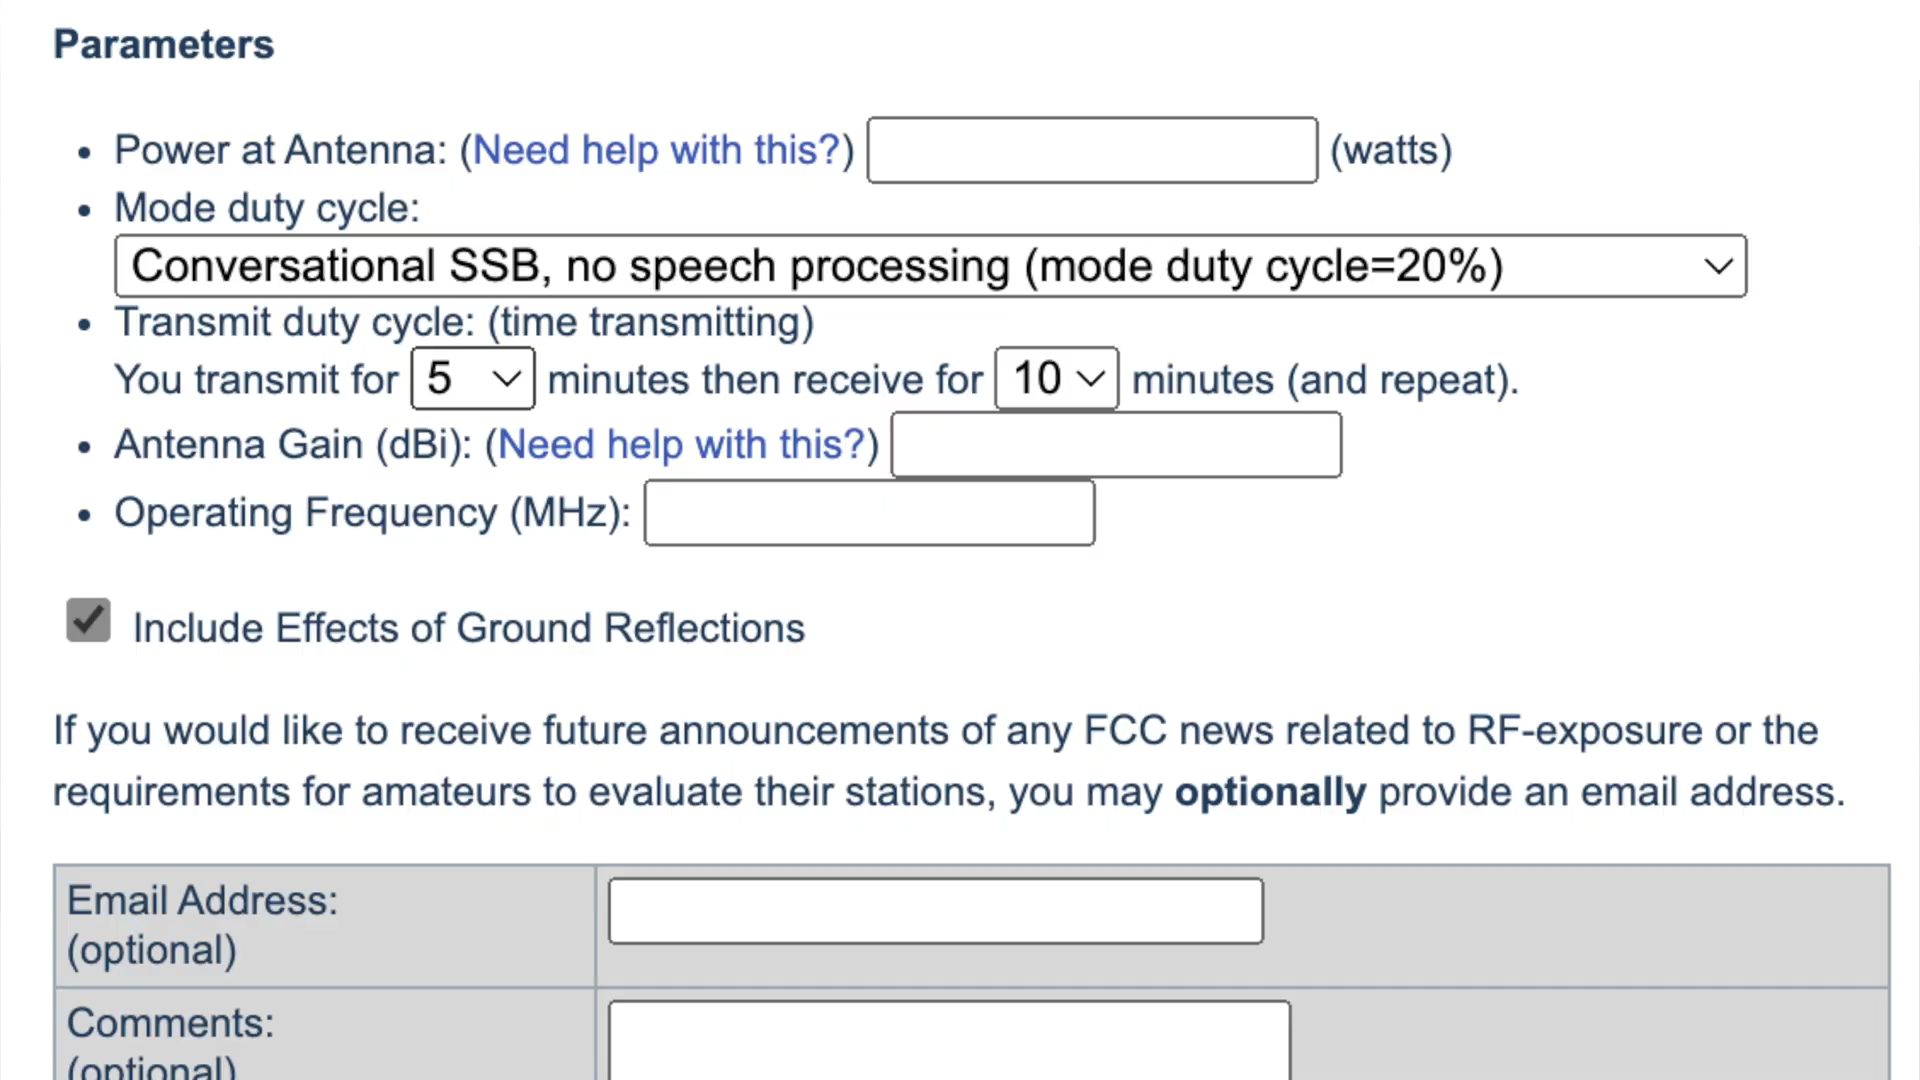 Parameters
• Power at Antenna: (Need help with this?) (watts)
• Mode duty cycle:
Conversational SSB, no speech processing (mode duty cycle=20%)
• Transmit duty cycle: (time transmitting)
You transmit for 5 minutes then receive for 10 minutes (and repeat).
• Antenna Gain (dBi): (Need help with this?)
• Operating Frequency (MHz):
Include Effects of Ground Reflections
If you would like to receive future announcements of any FCC news related to RF-exposure or the
requirements for amateurs to evaluate their stations, you may optionally provide an email address.
Email Address:
(optional)
Comments:
(optional)